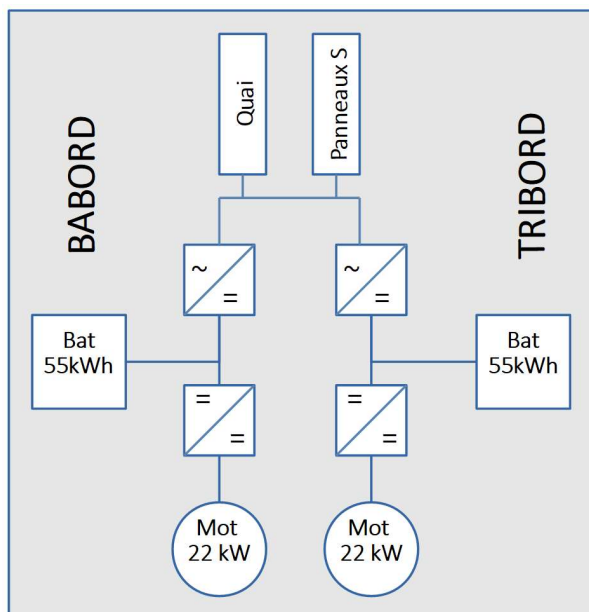 Quai
Panneaux S
BABORD
TRIBORD
~
=
~
=
Bat
55kWh
Bat
55kWh
=
=
=
=
Mot
22 kW
Mot
22 kW